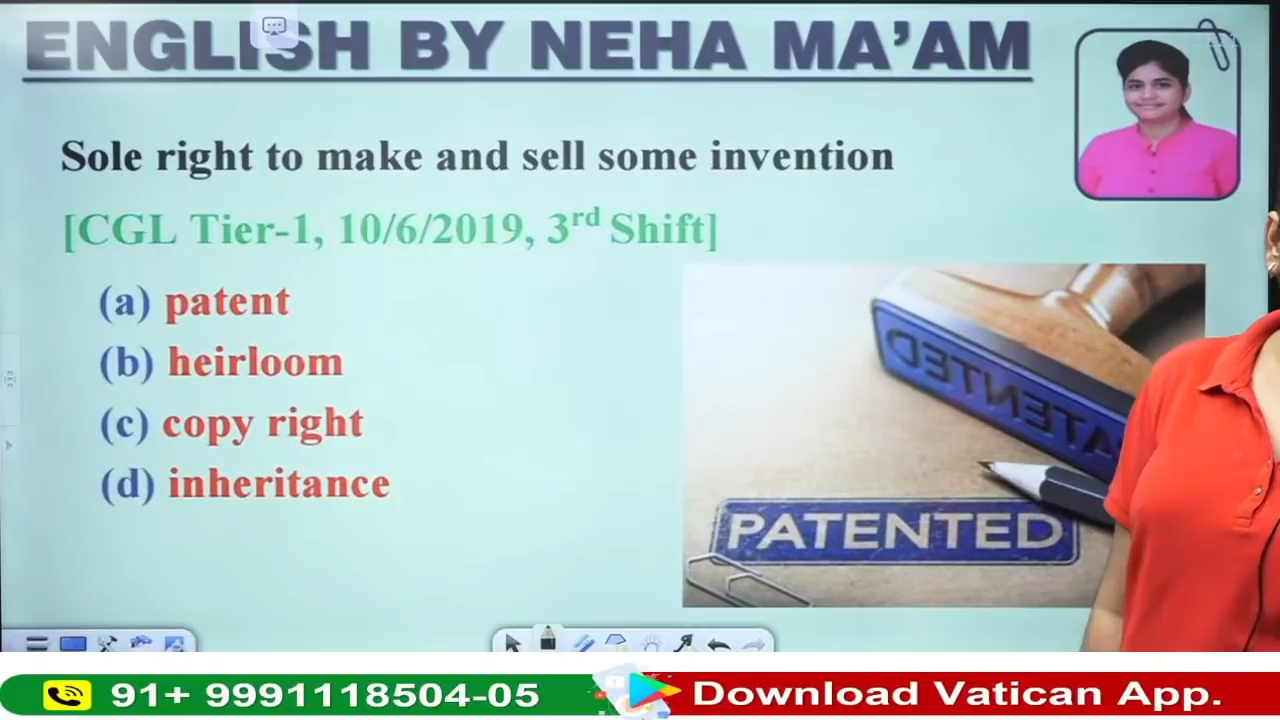 ENGLISH BY NEHA MA'AM
Sole right to make and sell some invention
[CGL Tier-1, 10/6/2019, 3rd Shift]
(a) patent
(b) heirloom
(c) copy right
(d) inheritance
PATENTED
PATENTED
91+ 9991118504-05
Download Vatican App.